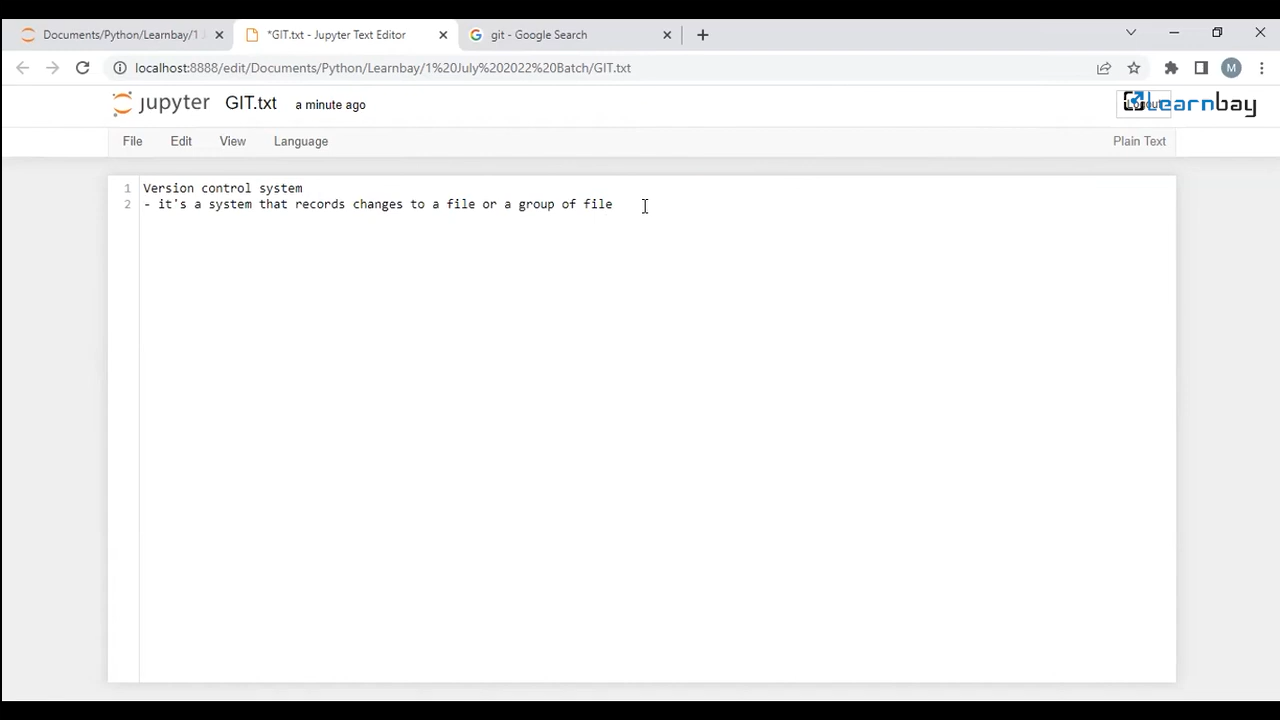 Documents/Python/Learnbay/1
*GIT.txt - Jupyter Text Editor
git - Google Search
localhost:8888/edit/Documents/Python/Learnbay/1%20July%202022%20Batch/GIT.txt
M
jupyter GIT.txt a minute ago
Learnbay
File Edit View Language
Plain Text
1 Version control system
2 - it's a system that records changes to a file or a group of file